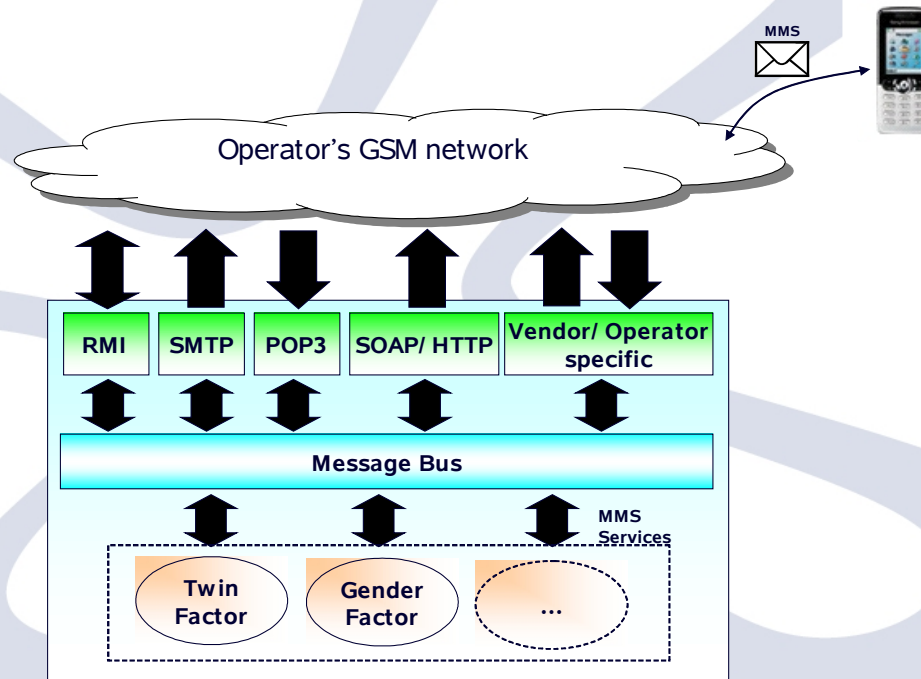 MMS
Operator's GSM network
RMI
SMTP
POP3
SOAP/ HTTP
Vendor/ Operator
specific
Message Bus
MMS
Services
Twin
Factor
Gender
Factor
...